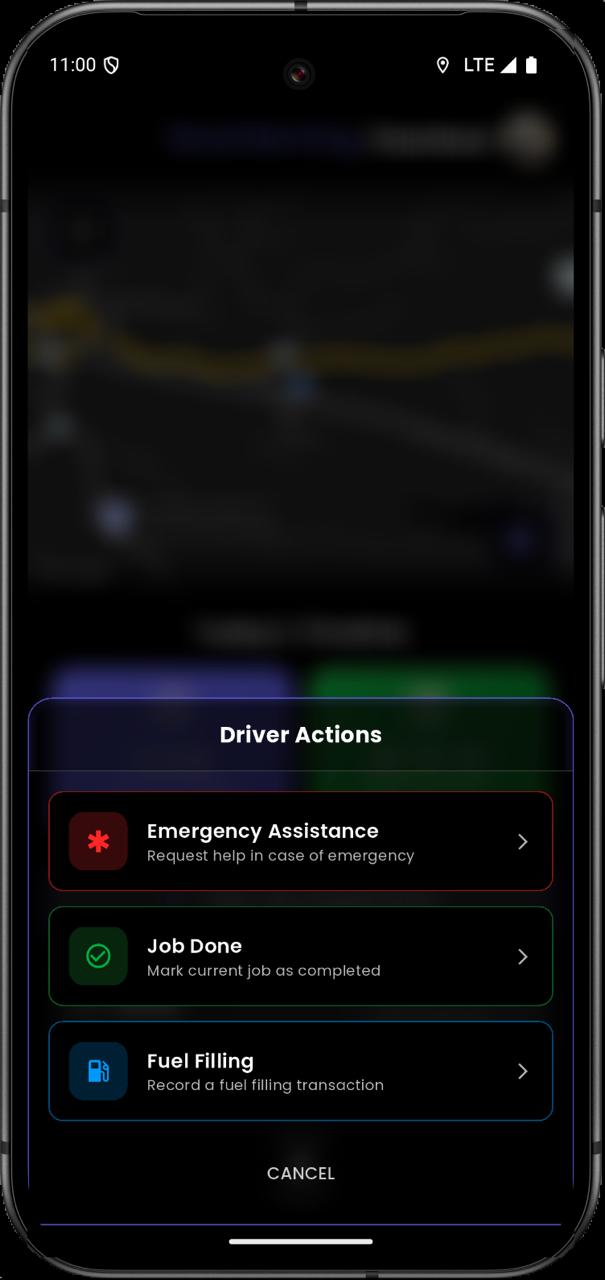 11:00
LTE
Driver Actions
Emergency Assistance
Request help in case of emergency
Job Done
Mark current job as completed
Fuel Filling
Record a fuel filling transaction
CANCEL